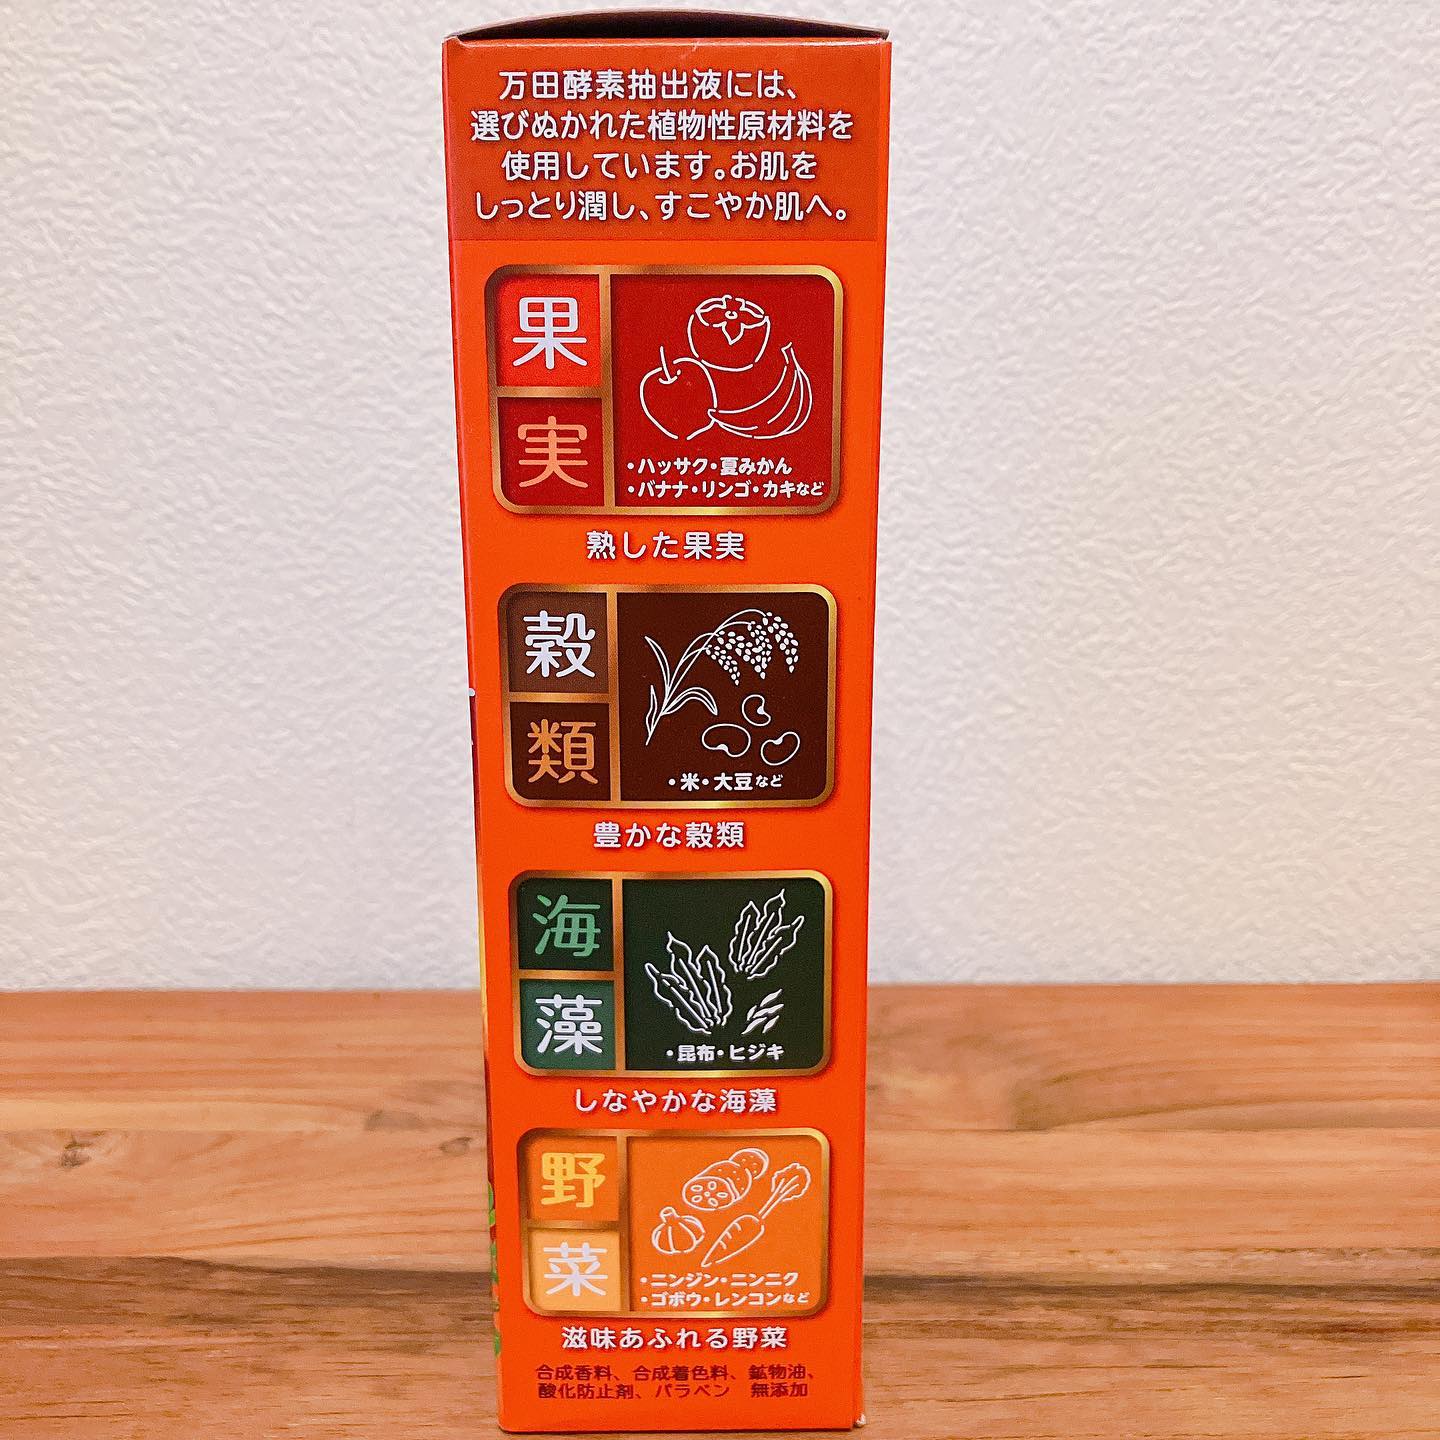 万田酵素抽出液には、
選びぬかれた植物性原材料を
使用しています。お肌を
しっとり潤し、すこやか肌へ。
果
実
・ハッサク・夏みかん
・バナナ・リンゴ・カキなど
熟した果実
穀
類
・米・大豆など
豊かな穀類
海
藻
・昆布・ヒジキ
しなやかな海藻
野
菜
・ニンジン・ニンニク
・ゴボウ・レンコンなど
滋味あふれる野菜
合成香料、合成着色料、鉱物油、
酸化防止剤、パラベン　無添加